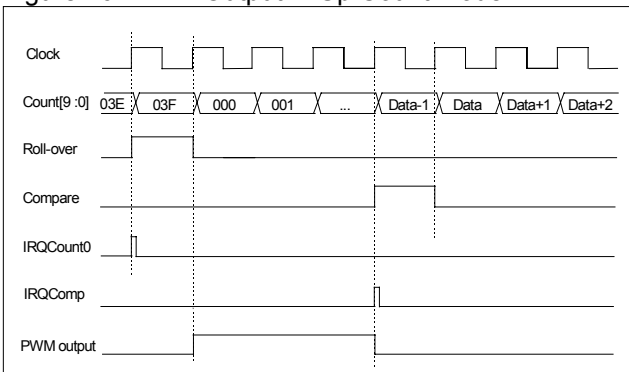 Clock
Count[9 :0] 03E 03F 000 001 ... Data-1 Data Data+1 Data+2
Roll-over
Compare
IRQCount0
IRQComp
PWM output